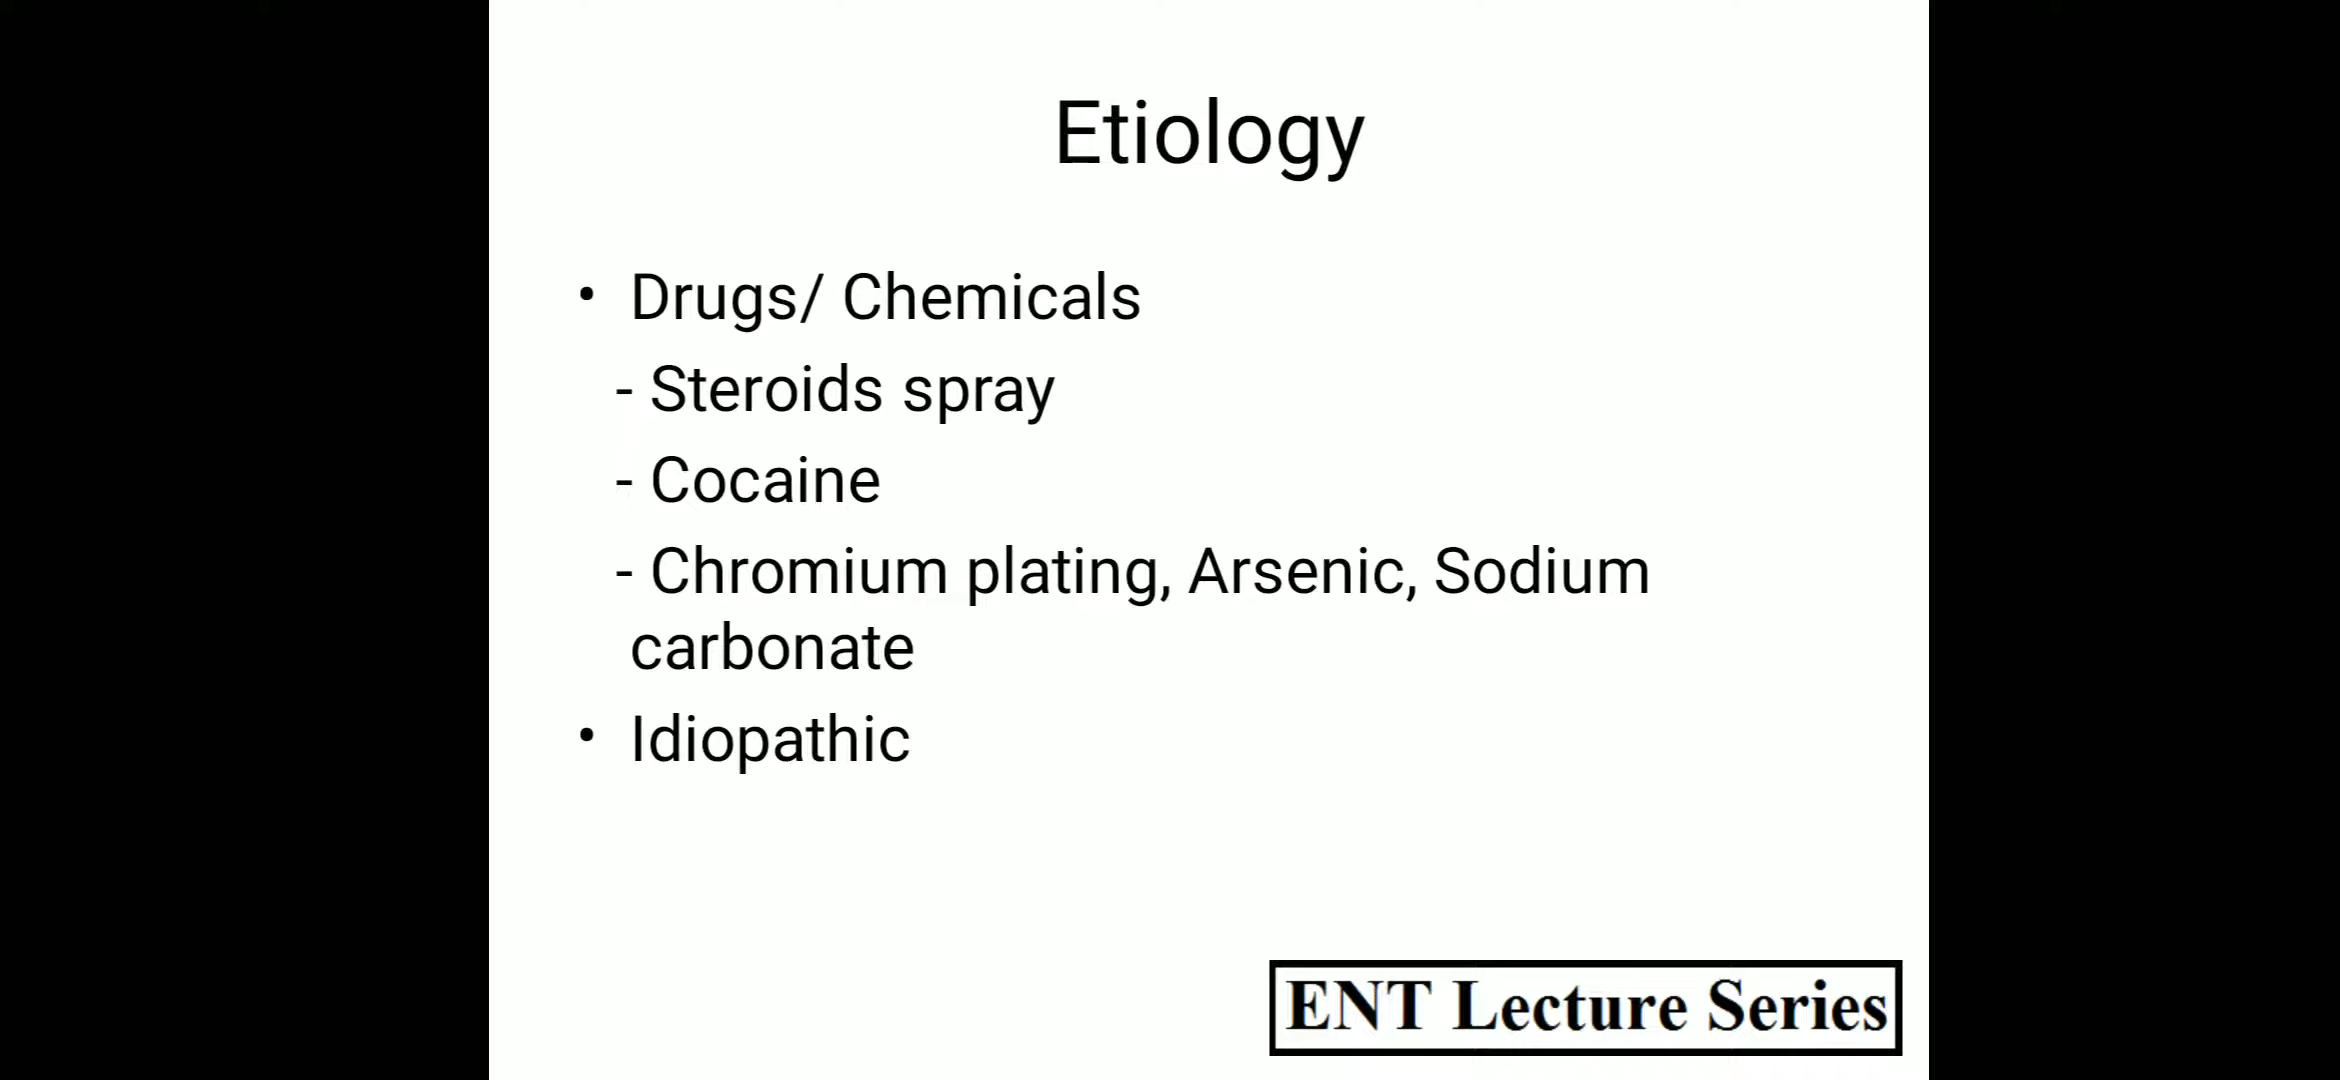 Etiology
• Drugs/ Chemicals
- Steroids spray
- Cocaine
- Chromium plating, Arsenic, Sodium
carbonate
• Idiopathic
ENT Lecture Series